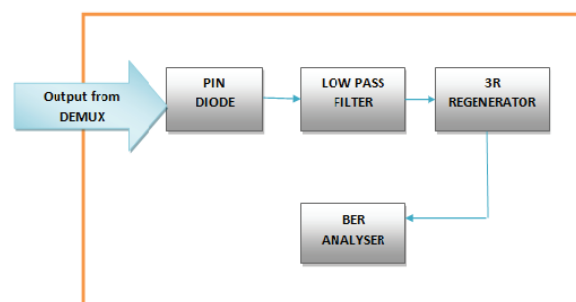 Output from
DEMUX
PIN
DIODE
LOW PASS
FILTER
3R
REGENERATOR
BER
ANALYSER